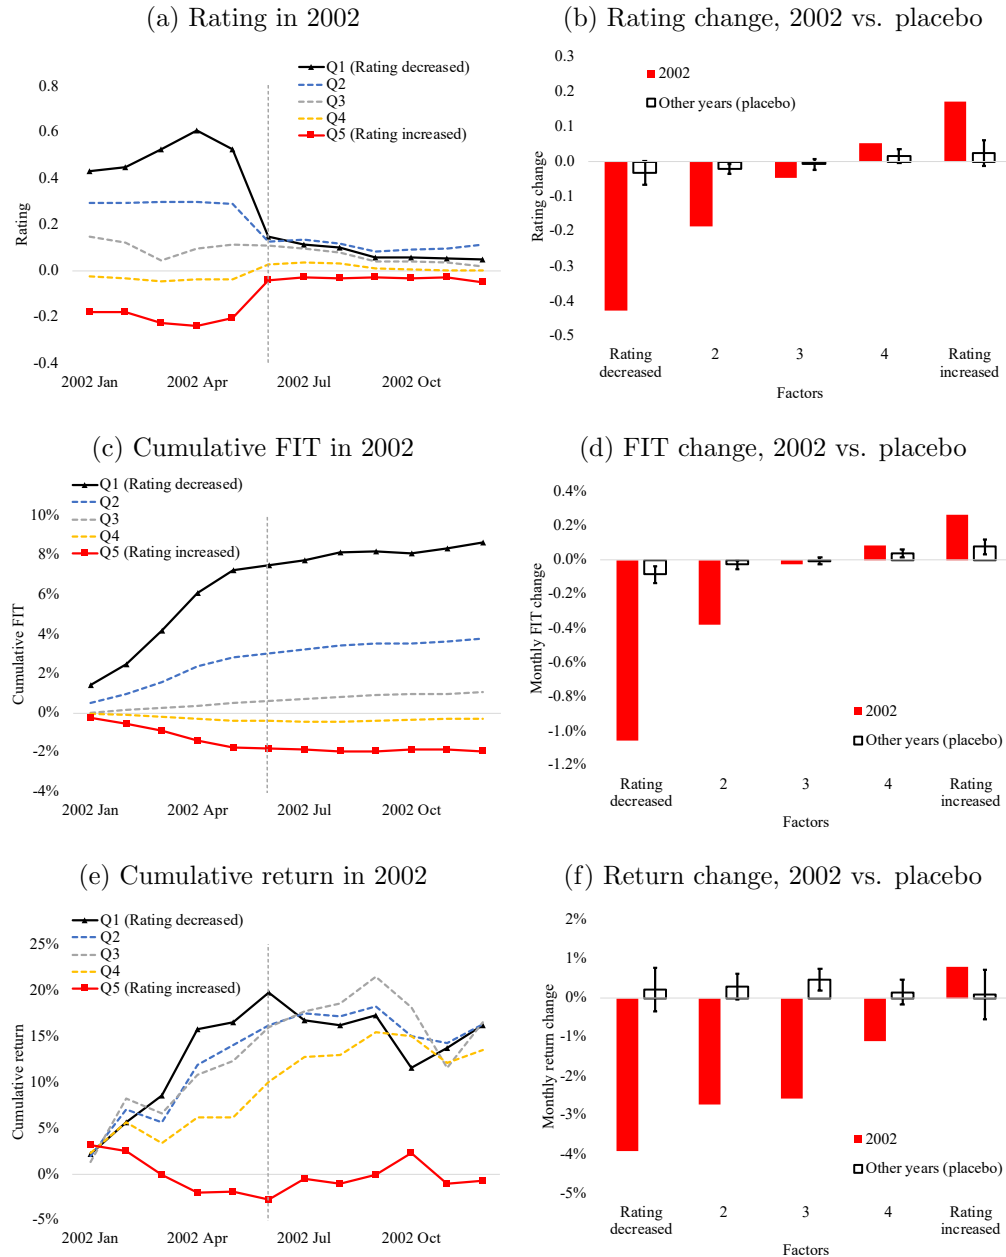 (a) Rating in 2002
Q1 (Rating decreased)
Q2
Q3
Q4
Q5 (Rating increased)
0.8
0.6
0.4
0.2
0.0
-0.2
-0.4
Rating
2002 Jan 2002 Apr 2002 Jul 2002 Oct
(b) Rating change, 2002 vs. placebo
2002
Other years (placebo)
0.3
0.2
0.1
0.0
-0.1
-0.2
-0.3
-0.4
-0.5
Rating change
Rating decreased 2 3 4 Rating increased
Factors
(c) Cumulative FIT in 2002
Q1 (Rating decreased)
Q2
Q3
Q4
Q5 (Rating increased)
10%
8%
6%
4%
2%
0%
-2%
-4%
Cumulative FIT
2002 Jan 2002 Apr 2002 Jul 2002 Oct
(d) FIT change, 2002 vs. placebo
0.4%
0.2%
0.0%
-0.2%
-0.4%
-0.6%
-0.8%
-1.0%
-1.2%
Monthly FIT change
2002
Other years (placebo)
Rating decreased 2 3 4 Rating increased
Factors
(e) Cumulative return in 2002
Q1 (Rating decreased)
Q2
Q3
Q4
Q5 (Rating increased)
25%
20%
15%
10%
5%
0%
-5%
Cumulative return
2002 Jan 2002 Apr 2002 Jul 2002 Oct
(f) Return change, 2002 vs. placebo
2%
1%
0%
-1%
-2%
-3%
-4%
-5%
Monthly return change
2002
Other years (placebo)
Rating decreased 2 3 4 Rating increased
Factors